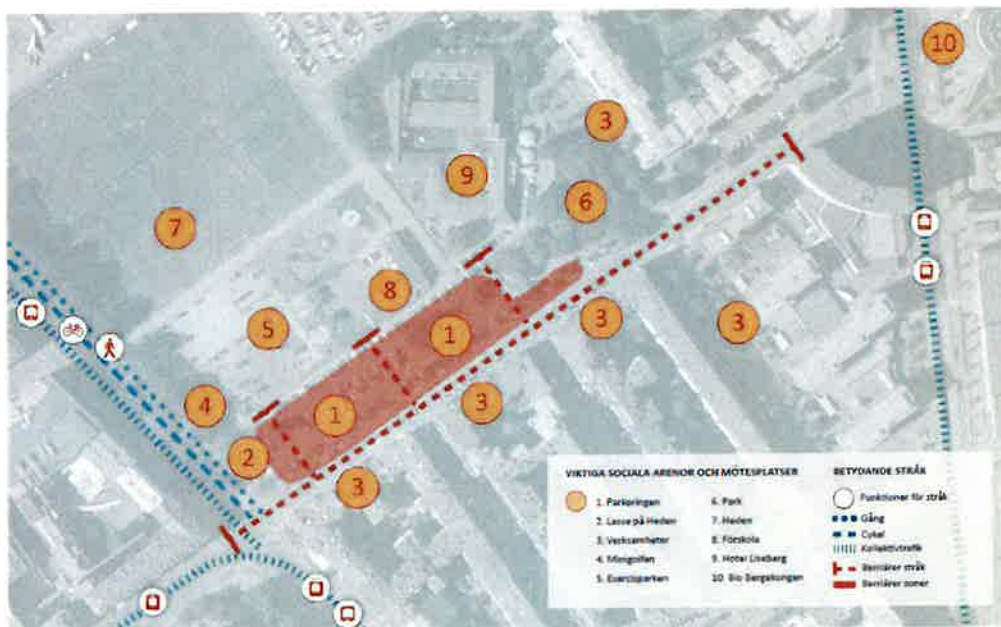 10
3
9
6
7
8
5
1
3
3
4
1
3
2
3
VIKTIGA SOCIALA ARENOR OCH MÖTESPLATSER
1. Parkeringen
2. Lasse på Heden
3. Verksamheter
4. Minigolfen
5. Exercisparken
6. Park
7. Heden
8. Förskola
9. Hotel Liseberg
10. Bio Bergakungen
BETYDANDE STRÅK
Funktioner för stråk
Gång
Cykel
Kollektivtrafik
Barriärer stråk
Barriärer zoner